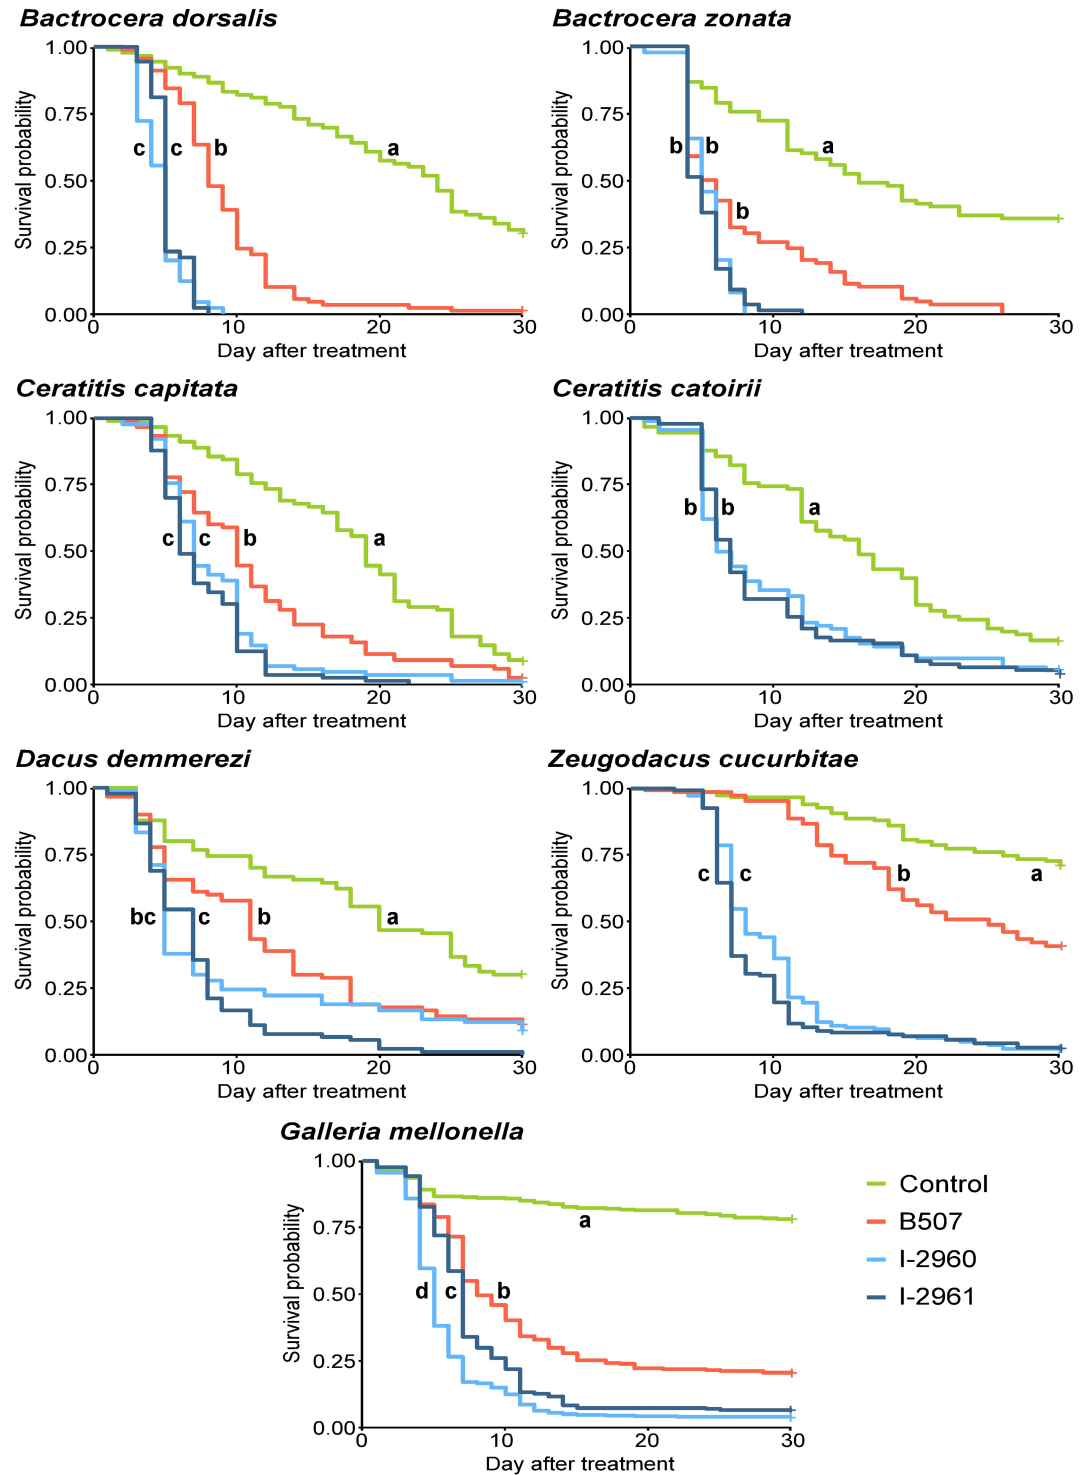 Bactrocera dorsalis
Survival probability
1.00
0.75
0.50
0.25
0.00
c c b a
0 10 20 30
Day after treatment
Bactrocera zonata
Survival probability
1.00
0.75
0.50
0.25
0.00
b b a
b
0 10 20 30
Day after treatment
Ceratitis capitata
Survival probability
1.00
0.75
0.50
0.25
0.00
c c b a
0 10 20 30
Day after treatment
Ceratitis catoirii
Survival probability
1.00
0.75
0.50
0.25
0.00
b b a
0 10 20 30
Day after treatment
Dacus demmerezi
Survival probability
1.00
0.75
0.50
0.25
0.00
bc c b a
0 10 20 30
Day after treatment
Zeugodacus cucurbitae
Survival probability
1.00
0.75
0.50
0.25
0.00
c c b a
0 10 20 30
Day after treatment
Galleria mellonella
Survival probability
1.00
0.75
0.50
0.25
0.00
a
d c b
0 10 20 30
Day after treatment
Control
B507
I-2960
I-2961